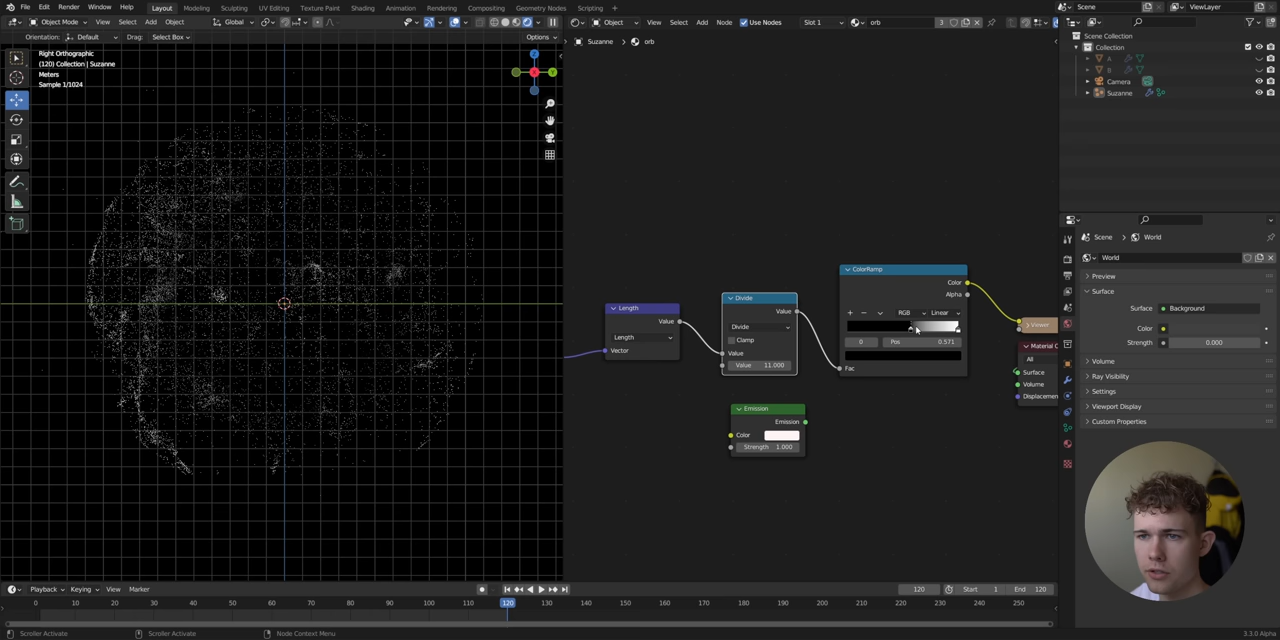 File Edit Render Window Help Layout Modeling Sculpting UV Editing Texture Paint Shading Animation Rendering Compositing Geometry Nodes Scripting Scene ViewLayer
Object Mode View Select Add Object Global Object View Select Add Node Use Nodes Slot 1 orb 3
Orientation: Default Drag: Select Box Options
Scene Collection
Suzanne orb
Collection
A
B
Camera
Suzanne
Right Orthographic
(120) Collection | Suzanne
Meters
Sample 1/1024
Z
Y
Scene World
World
Preview
Surface
Surface Background
Color
Strength 0.000
Volume
Ray Visibility
Settings
Viewport Display
Custom Properties
Length
Value
Length
Vector
Divide
Value
Divide
Clamp
Value
Value 11.000
ColorRamp
Color
Alpha
RGB Linear
0 Pos 0.571
Fac
Viewer
Material O
All
Surface
Volume
Displacemen
Emission
Emission
Color
Strength 1.000
Playback Keying View Marker 120 Start 1 End 120
0 10 20 30 40 50 60 70 80 90 100 110 120 130 140 150 160 170 180 190 200 210 220 230 240 250
Scroller Activate Scroller Activate Node Context Menu 3.3.0 Alpha